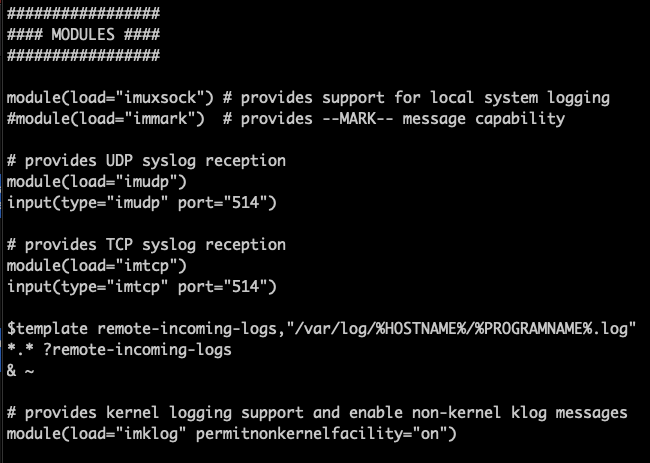 #################
#### MODULES ####
#################
module(load="imuxsock") # provides support for local system logging
#module(load="immark")  # provides --MARK-- message capability
# provides UDP syslog reception
module(load="imudp")
input(type="imudp" port="514")
# provides TCP syslog reception
module(load="imtcp")
input(type="imtcp" port="514")
$template remote-incoming-logs,"/var/log/%HOSTNAME%/%PROGRAMNAME%.log"
*.* ?remote-incoming-logs
& ~
# provides kernel logging support and enable non-kernel klog messages
module(load="imklog" permitnonkernelfacility="on")